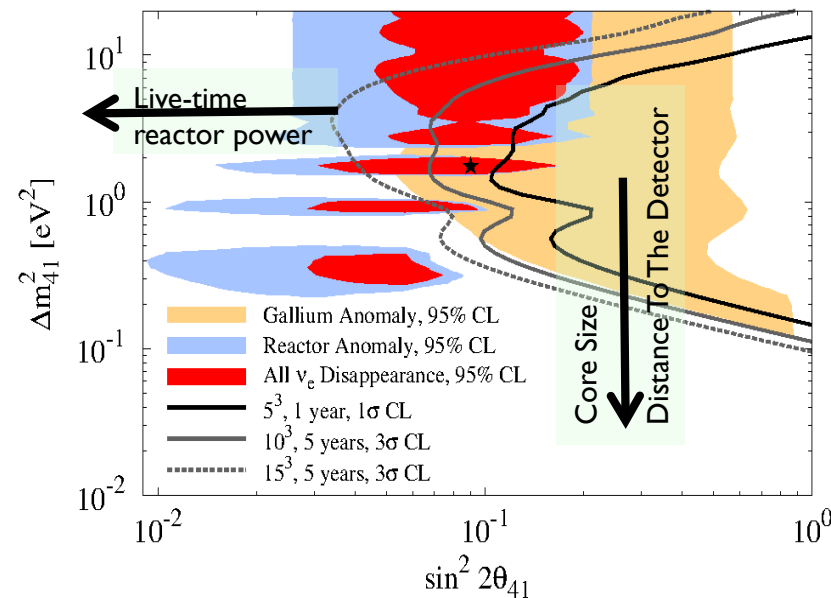 10¹
10⁰
10⁻¹
10⁻²
Δm²₄₁ [eV²]
Live-time
reactor power
Core Size
Distance To The Detector
Gallium Anomaly, 95% CL
Reactor Anomaly, 95% CL
All νₑ Disappearance, 95% CL
5³, 1 year, 1σ CL
10³, 5 years, 3σ CL
15³, 5 years, 3σ CL
10⁻² 10⁻¹ 10⁰
sin² 2θ₄₁